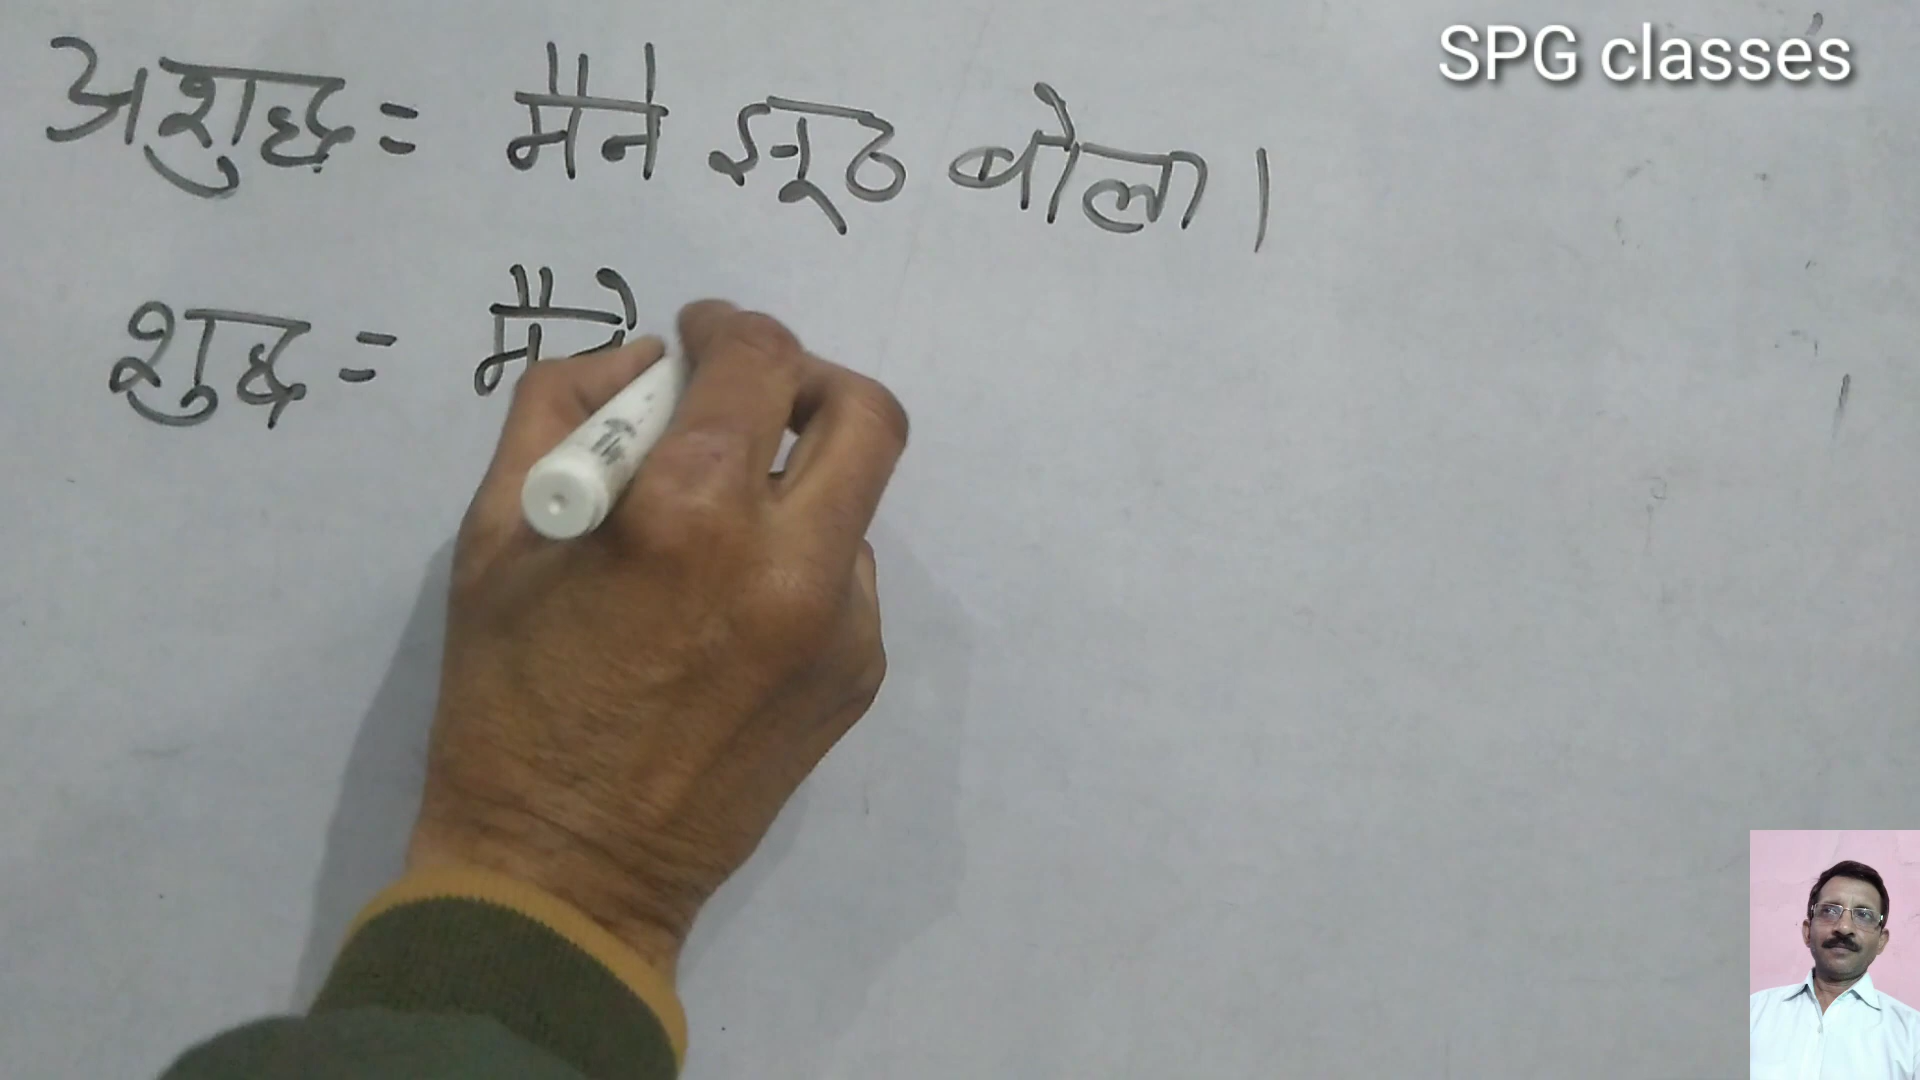 SPG classes
अशुद्ध = मैंने झूठ बोला।
शुद्ध = मैंने